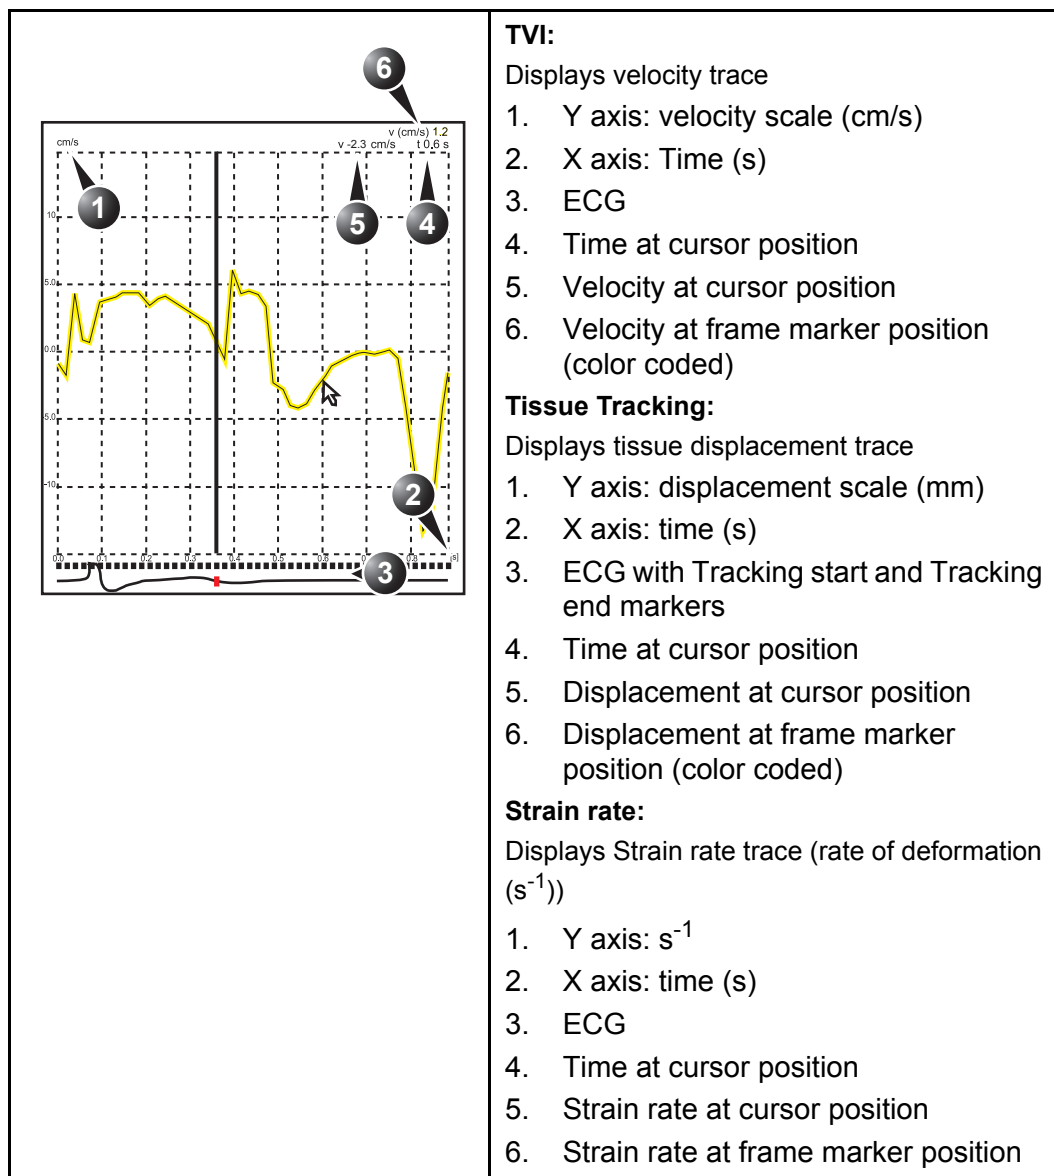 6
v (cm/s) 1.2
cm/s
v -2.3 cm/s t 0.6 s
1
5
4
10
5.0
0.0
5.0
-10
2
0.0 0.1 0.2 0.3 0.4 0.5 0.6 0.7 0.8 [s]
3
TVI:
Displays velocity trace
1. Y axis: velocity scale (cm/s)
2. X axis: Time (s)
3. ECG
4. Time at cursor position
5. Velocity at cursor position
6. Velocity at frame marker position
(color coded)
Tissue Tracking:
Displays tissue displacement trace
1. Y axis: displacement scale (mm)
2. X axis: time (s)
3. ECG with Tracking start and Tracking
end markers
4. Time at cursor position
5. Displacement at cursor position
6. Displacement at frame marker
position (color coded)
Strain rate:
Displays Strain rate trace (rate of deformation
(s⁻¹))
1. Y axis: s⁻¹
2. X axis: time (s)
3. ECG
4. Time at cursor position
5. Strain rate at cursor position
6. Strain rate at frame marker position